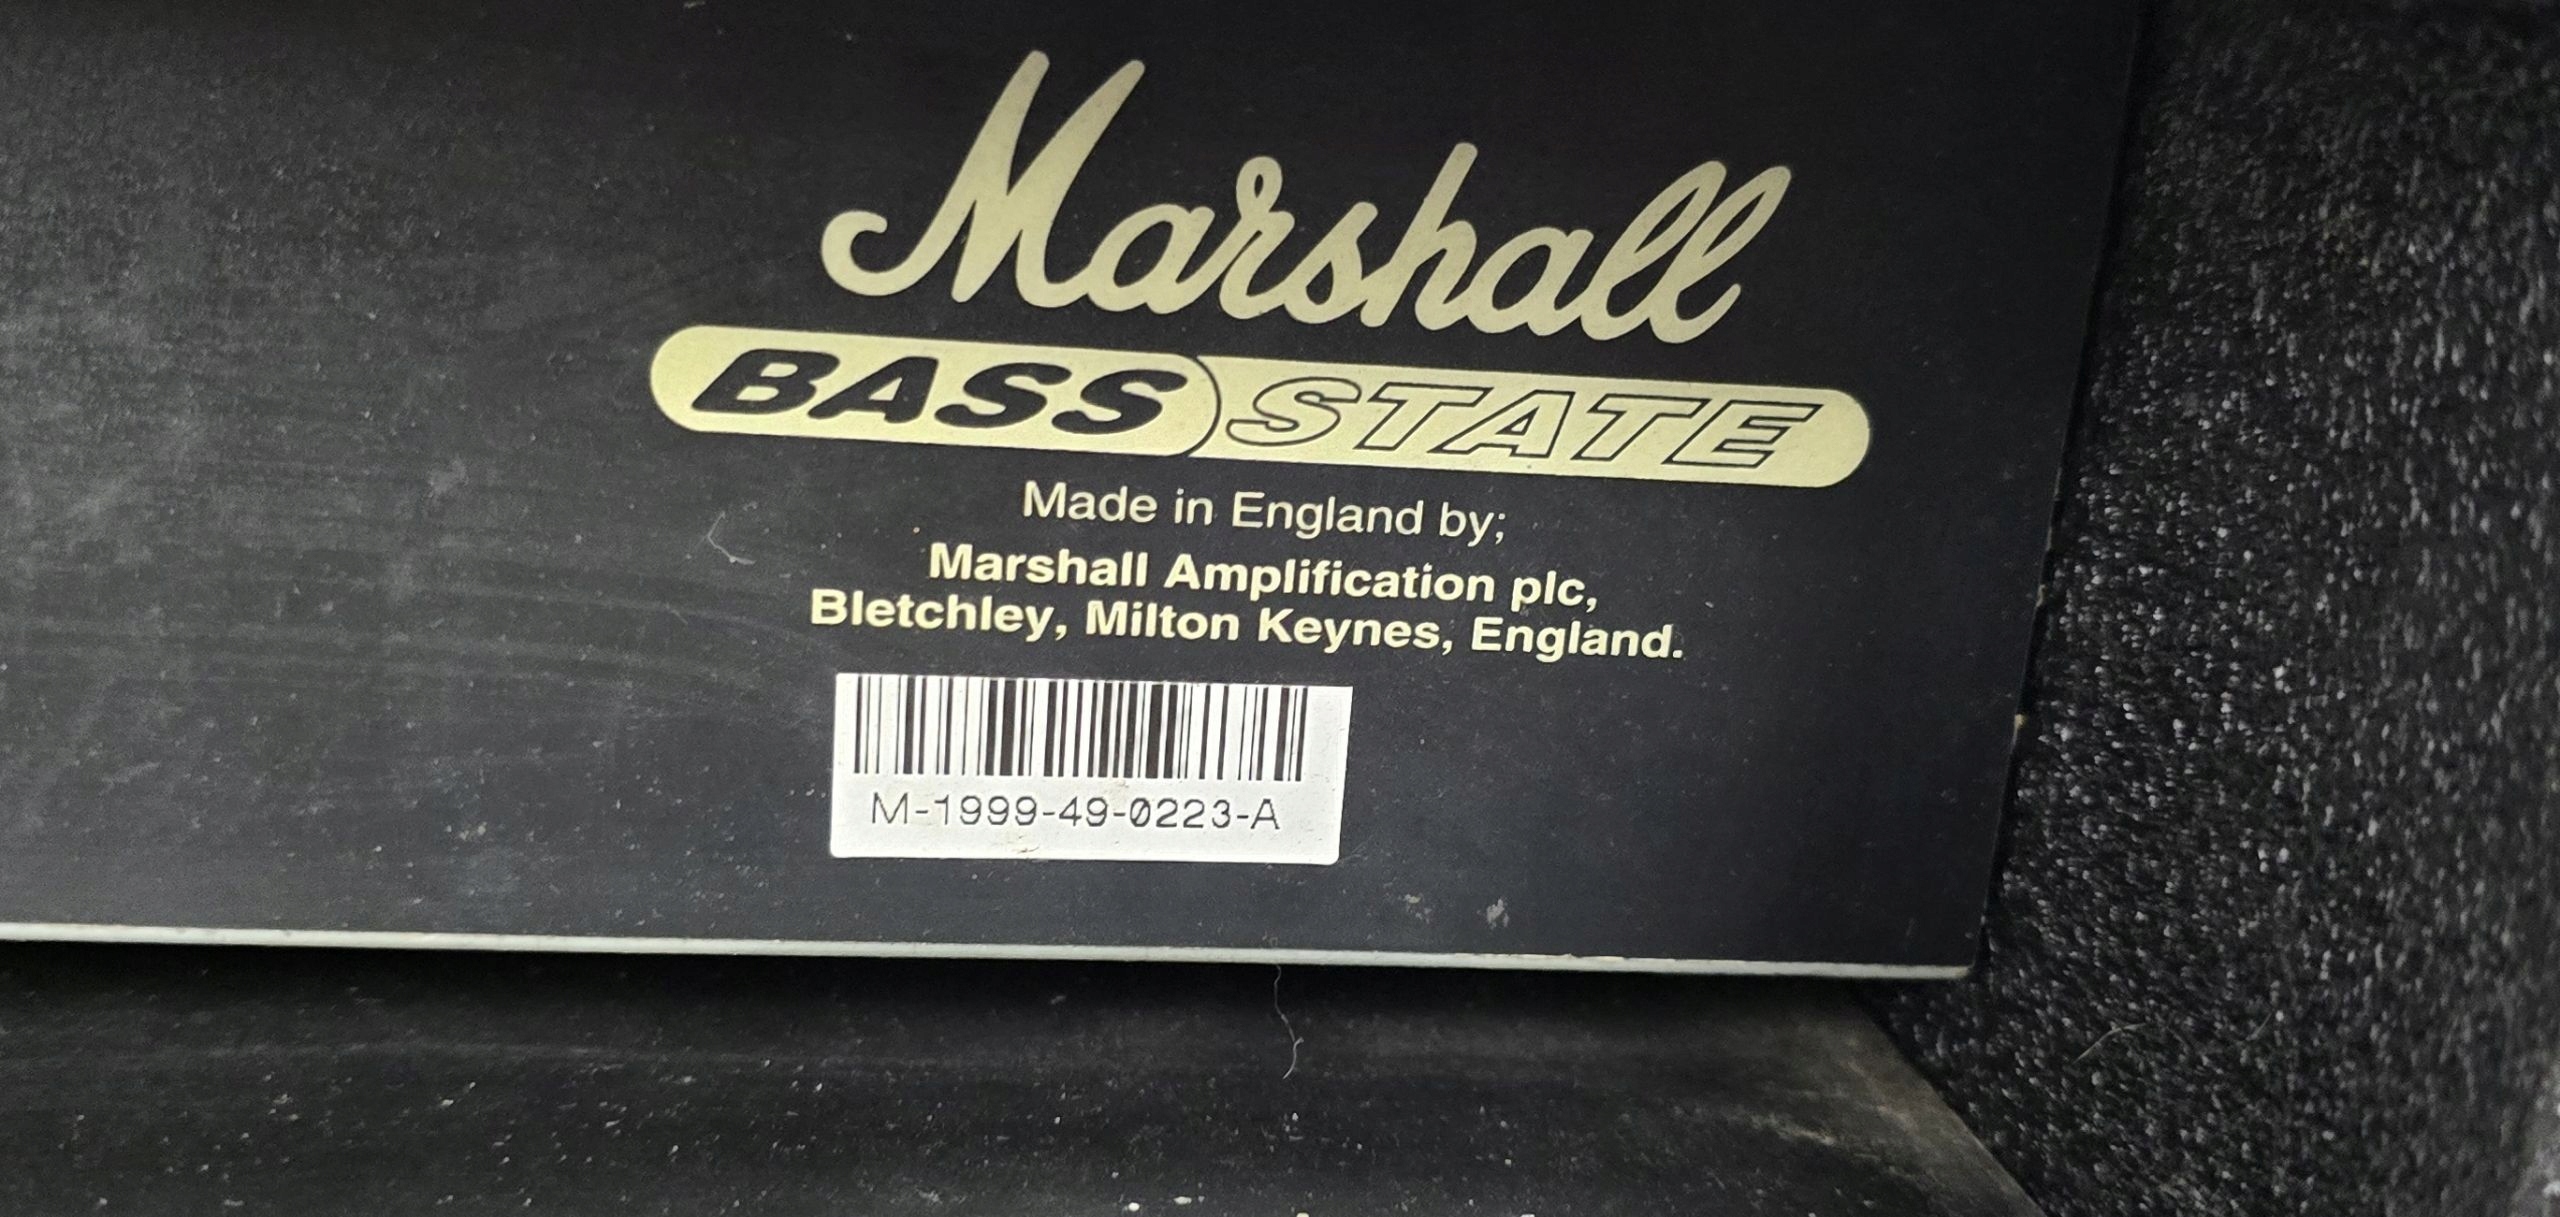 Marshall
BASS STATE
Made in England by;
Marshall Amplification plc,
Bletchley, Milton Keynes, England.
M-1999-49-0223-A